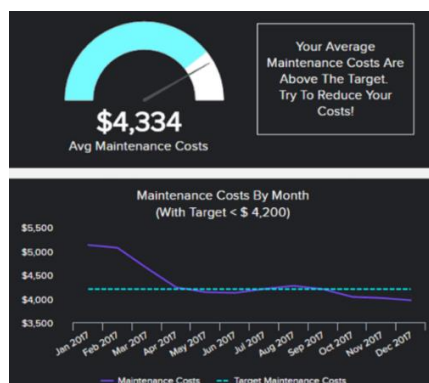 $4,334
Avg Maintenance Costs
Your Average
Maintenance Costs Are
Above The Target.
Try To Reduce Your
Costs!
Maintenance Costs By Month
(With Target < $ 4,200)
$5,500
$5,000
$4,500
$4,000
$3,500
Jan 2017
Feb 2017
Mar 2017
Apr 2017
May 2017
Jun 2017
Jul 2017
Aug 2017
Sep 2017
Oct 2017
Nov 2017
Dec 2017
Maintenance Costs
Target Maintenance Costs